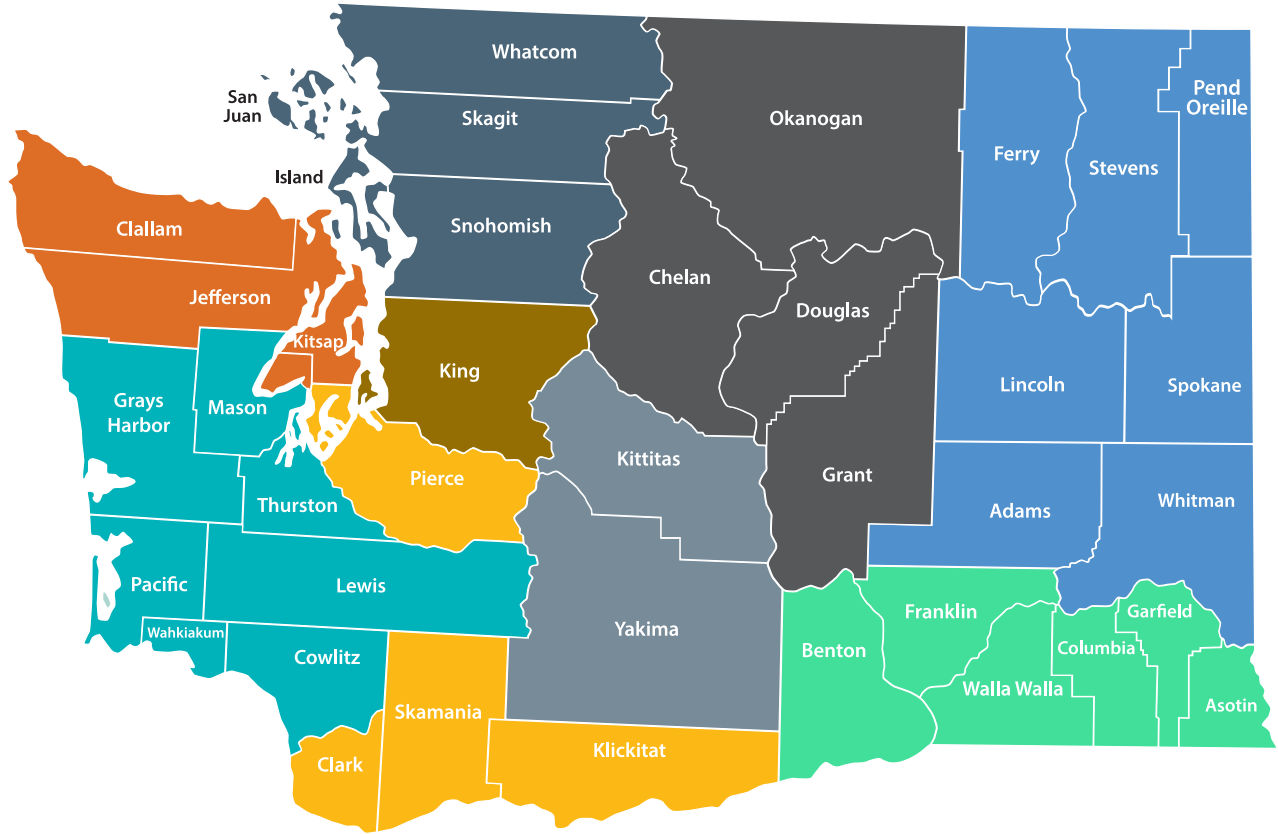 Whatcom
San
Juan
Skagit
Okanogan
Pend
Oreille
Ferry
Stevens
Island
Clallam
Snohomish
Chelan
Jefferson
Douglas
Kitsap
King
Lincoln
Spokane
Grays
Harbor
Mason
Kittitas
Pierce
Grant
Thurston
Adams
Whitman
Pacific
Lewis
Franklin
Garfield
Wahkiakum
Yakima
Cowlitz
Benton
Columbia
Walla Walla
Skamania
Asotin
Klickitat
Clark